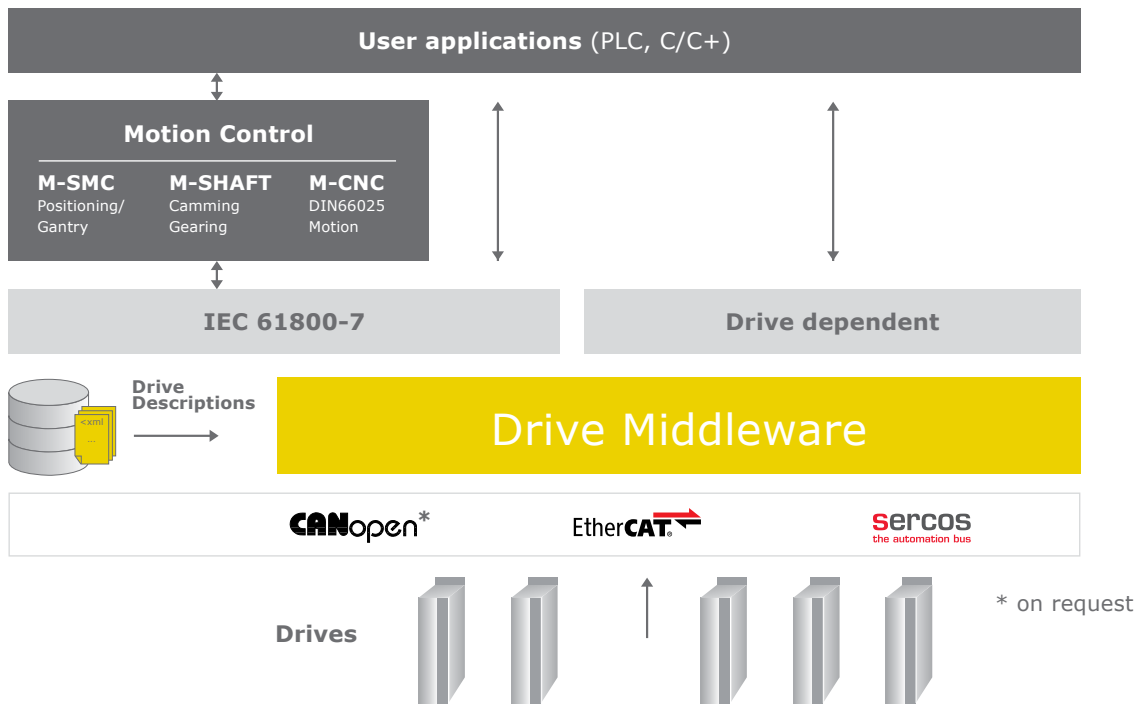 User applications (PLC, C/C+)
Motion Control
M-SMC
Positioning/
Gantry
M-SHAFT
Camming
Gearing
M-CNC
DIN66025
Motion
IEC 61800-7
Drive dependent
Drive
Descriptions
<xml
...
Drive Middleware
CANopen*
EtherCAT®
sercos
the automation bus
Drives
* on request